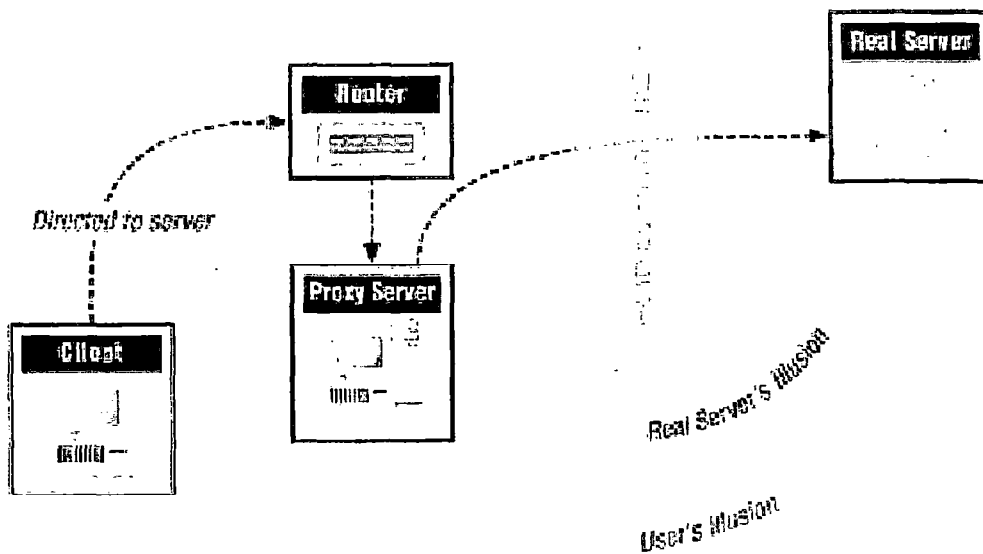 Real Server
Router
Directed to server
Proxy Server
Client
Real Server's Illusion
User's Illusion